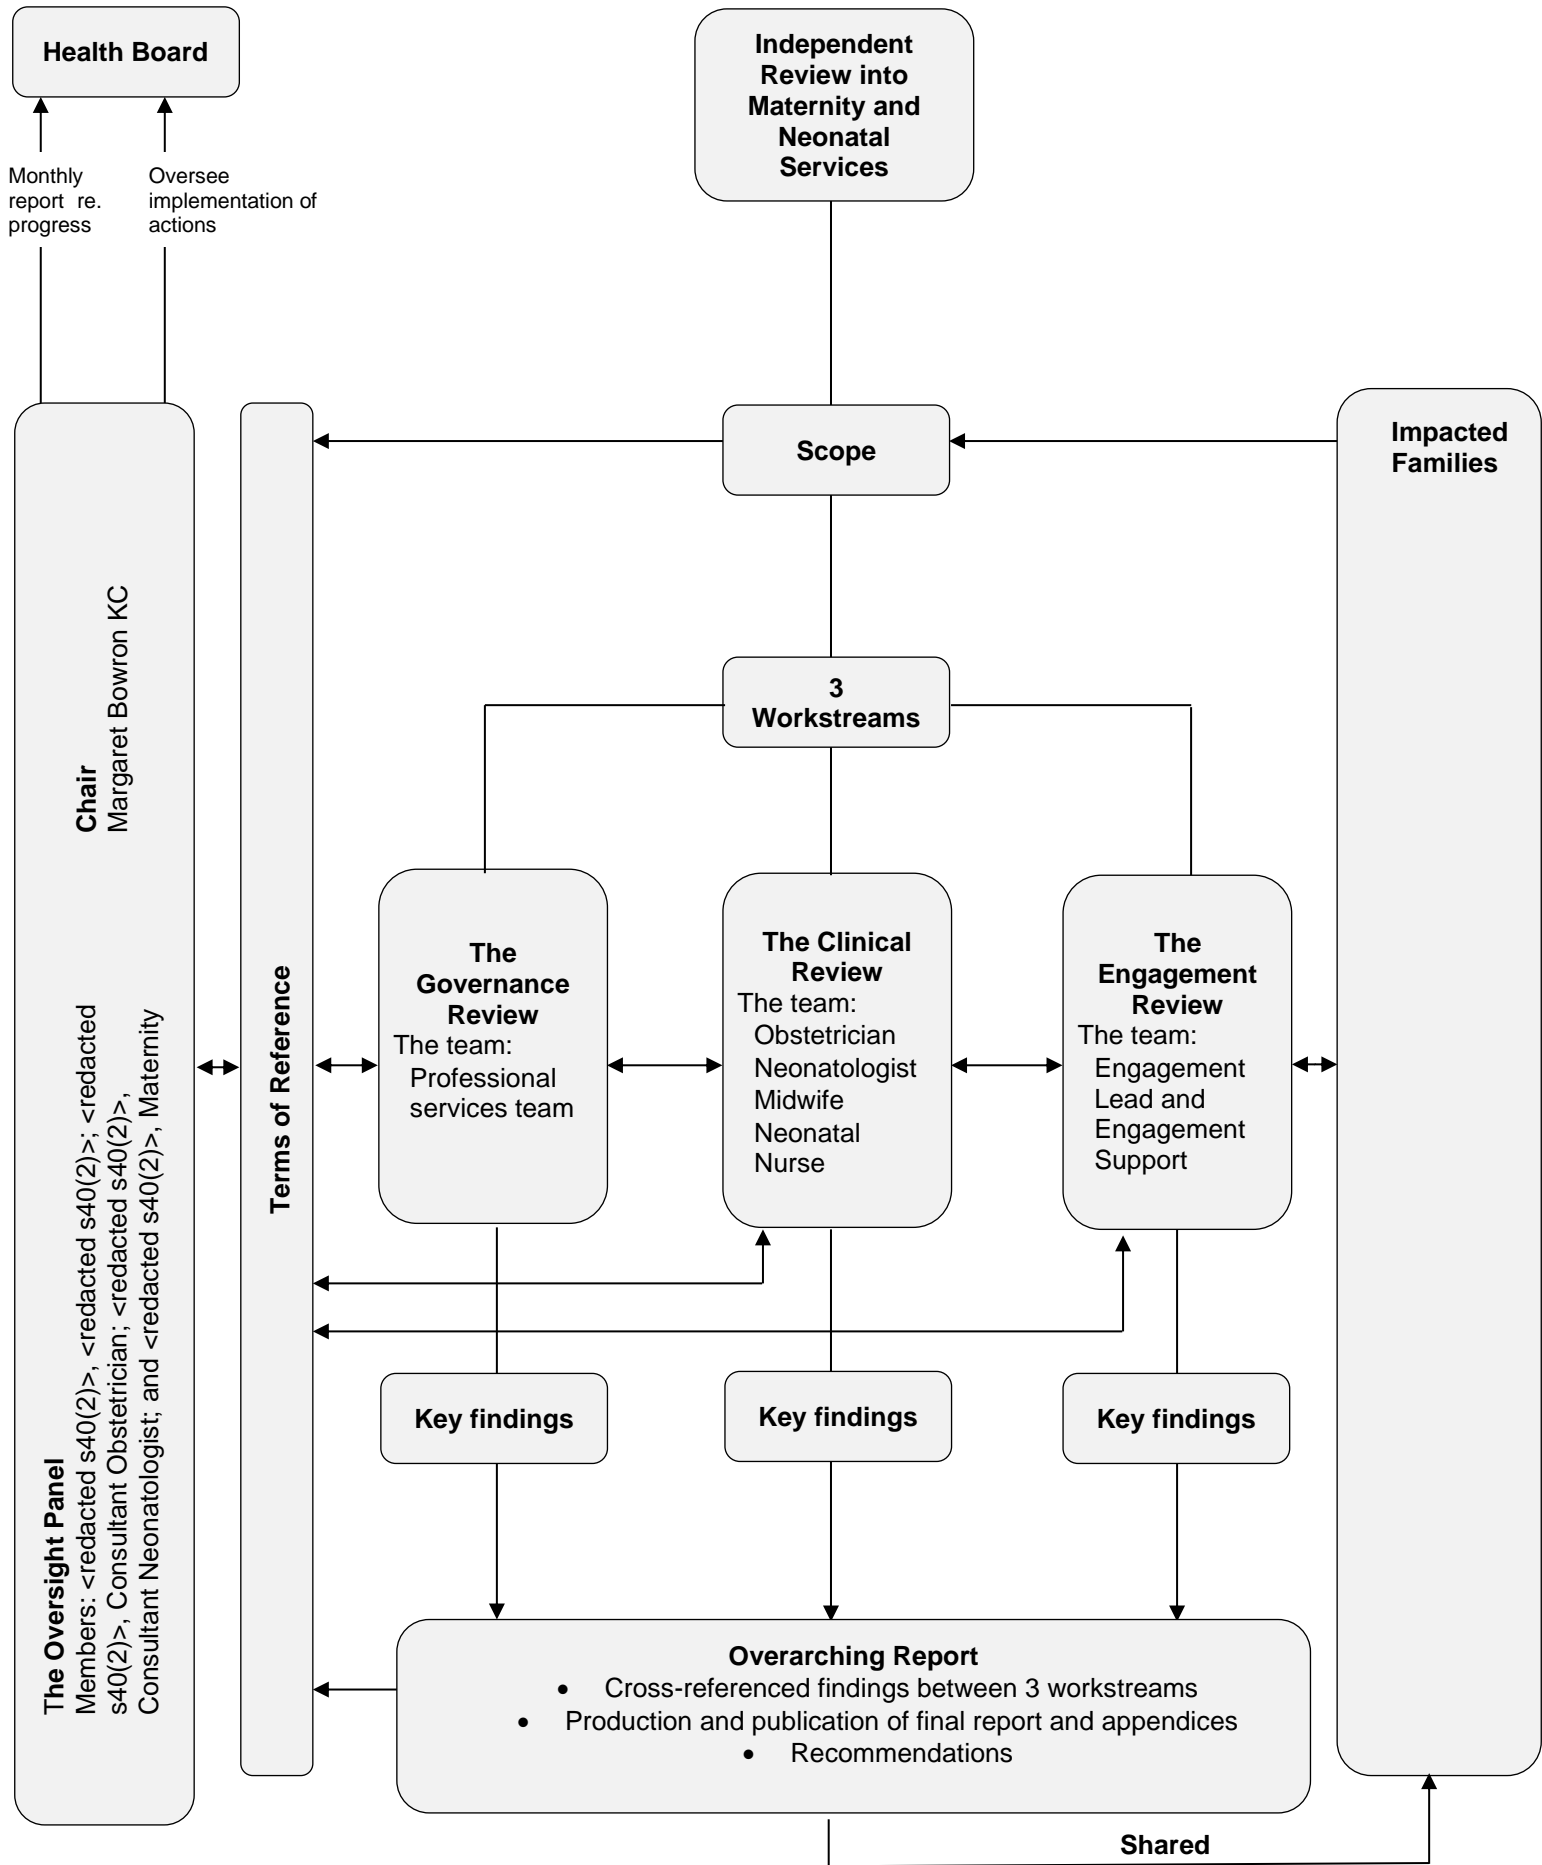 Health Board
Independent
Review into
Maternity and
Neonatal
Services
Monthly
report re.
progress
Oversee
implementation of
actions
Scope
Impacted
Families
3
Workstreams
Chair
Margaret Bowron KC
The Oversight Panel
Members: <redacted s40(2)>, <redacted s40(2)>; <redacted
s40(2)>, Consultant Obstetrician; <redacted s40(2)>,
Consultant Neonatologist; and <redacted s40(2)>, Maternity
Terms of Reference
The
Governance
Review
The team:
Professional
services team
The Clinical
Review
The team:
Obstetrician
Neonatologist
Midwife
Neonatal
Nurse
The
Engagement
Review
The team:
Engagement
Lead and
Engagement
Support
Key findings
Key findings
Key findings
Overarching Report
• Cross-referenced findings between 3 workstreams
• Production and publication of final report and appendices
• Recommendations
Shared